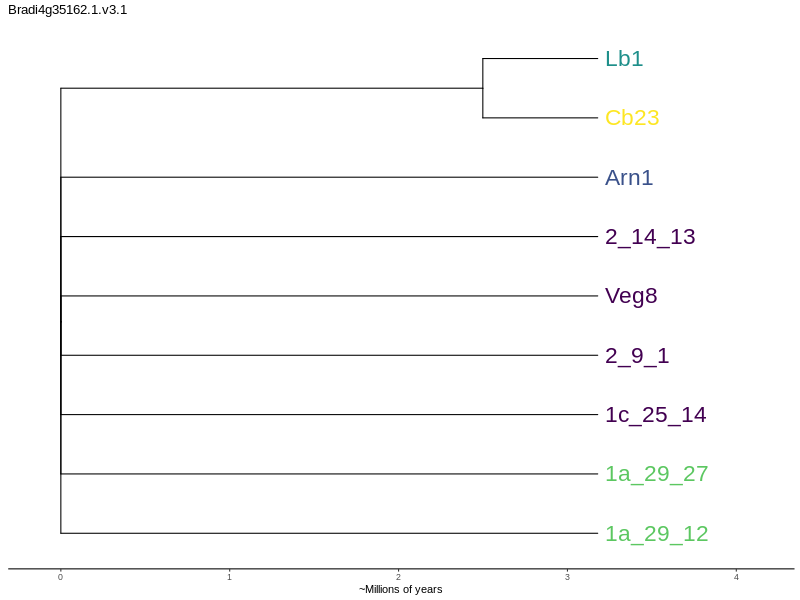 Bradi4g35162.1.v3.1
Lb1
Cb23
Arn1
2_14_13
Veg8
2_9_1
1c_25_14
1a_29_27
1a_29_12
0 1 2 3 4
~Millions of years